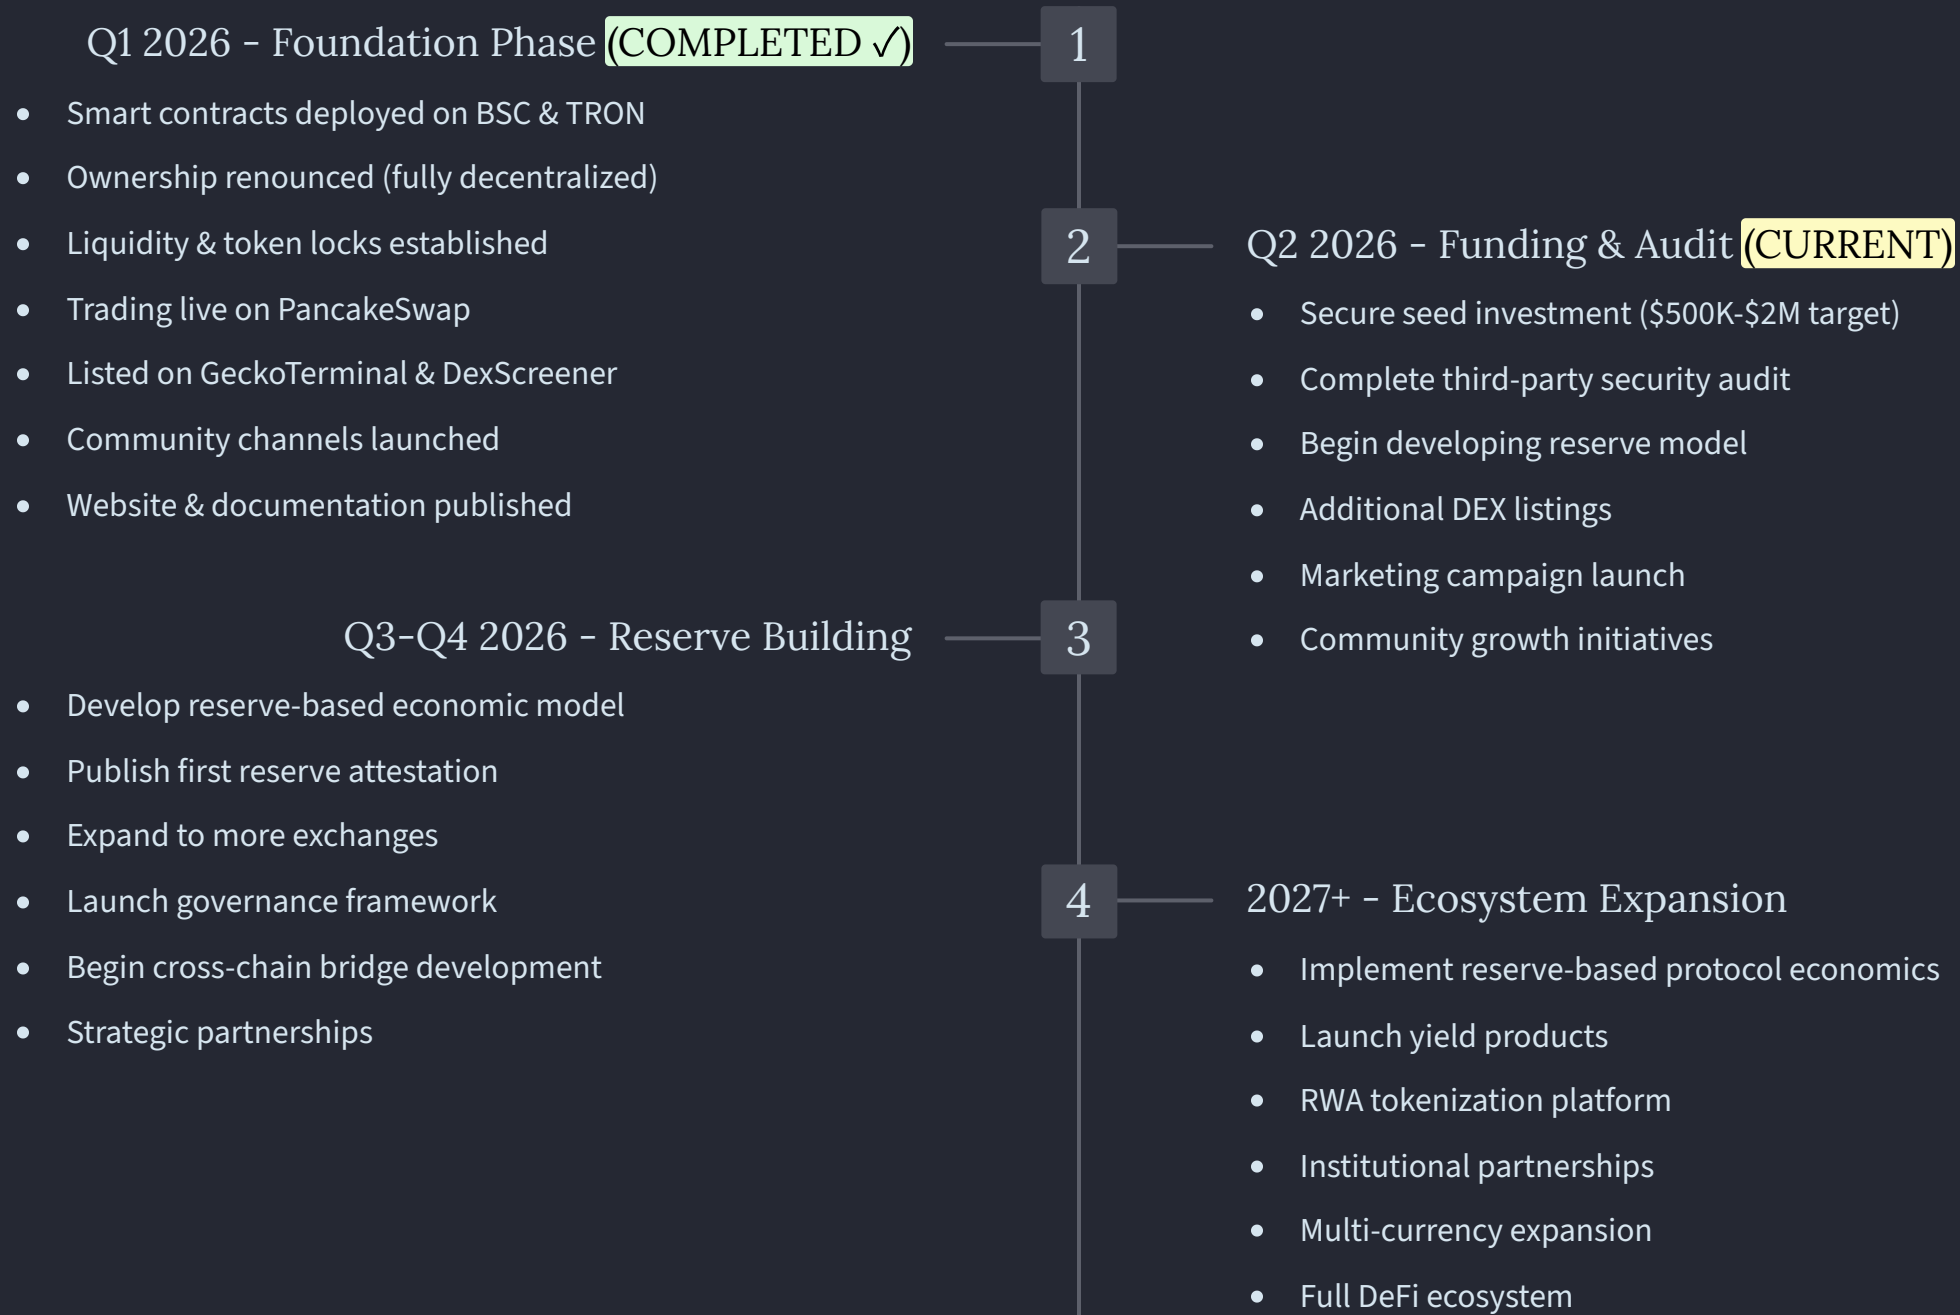 Q1 2026 - Foundation Phase (COMPLETED ✓)
1
• Smart contracts deployed on BSC & TRON
• Ownership renounced (fully decentralized)
• Liquidity & token locks established
• Trading live on PancakeSwap
• Listed on GeckoTerminal & DexScreener
• Community channels launched
• Website & documentation published
2
Q2 2026 - Funding & Audit (CURRENT)
• Secure seed investment ($500K-$2M target)
• Complete third-party security audit
• Begin developing reserve model
• Additional DEX listings
• Marketing campaign launch
• Community growth initiatives
Q3-Q4 2026 - Reserve Building
3
• Develop reserve-based economic model
• Publish first reserve attestation
• Expand to more exchanges
• Launch governance framework
• Begin cross-chain bridge development
• Strategic partnerships
4
2027+ - Ecosystem Expansion
• Implement reserve-based protocol economics
• Launch yield products
• RWA tokenization platform
• Institutional partnerships
• Multi-currency expansion
• Full DeFi ecosystem